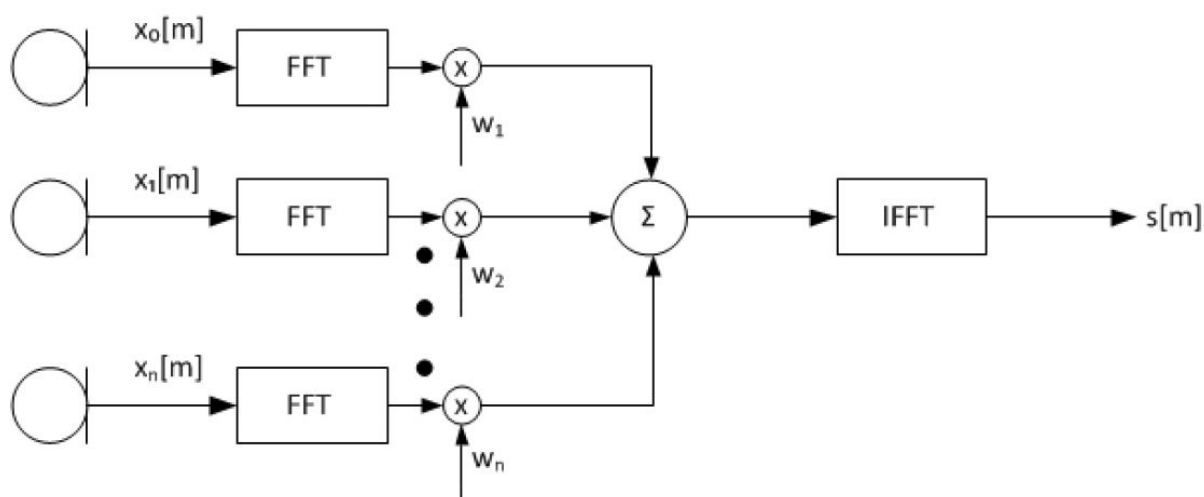 x₀[m]
FFT
x
w₁
x₁[m]
FFT
x
w₂
Σ
IFFT
s[m]
xₙ[m]
FFT
x
wₙ